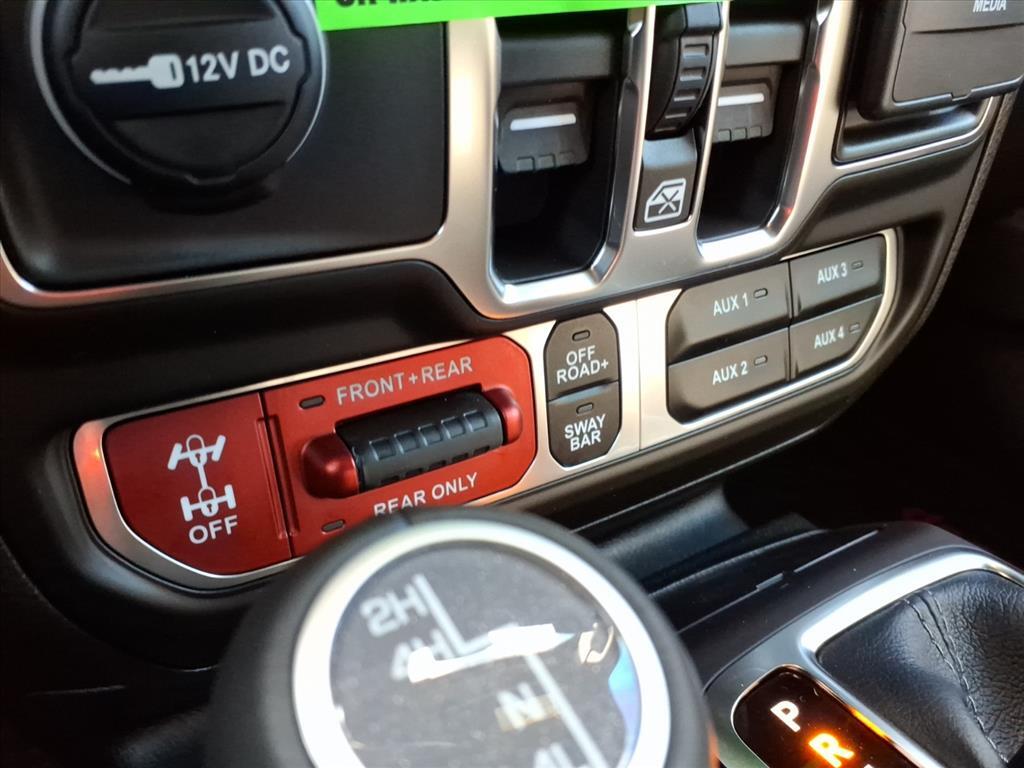 12V DC
MEDIA
AUX 1
AUX 3
AUX 2
AUX 4
OFF
ROAD+
SWAY
BAR
FRONT+REAR
REAR ONLY
OFF
2H
4H
N
4L
P
R